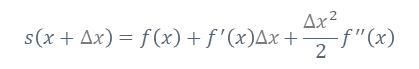 s(x + Δx) = f(x) + f′(x)Δx + Δx²/2 f″(x)